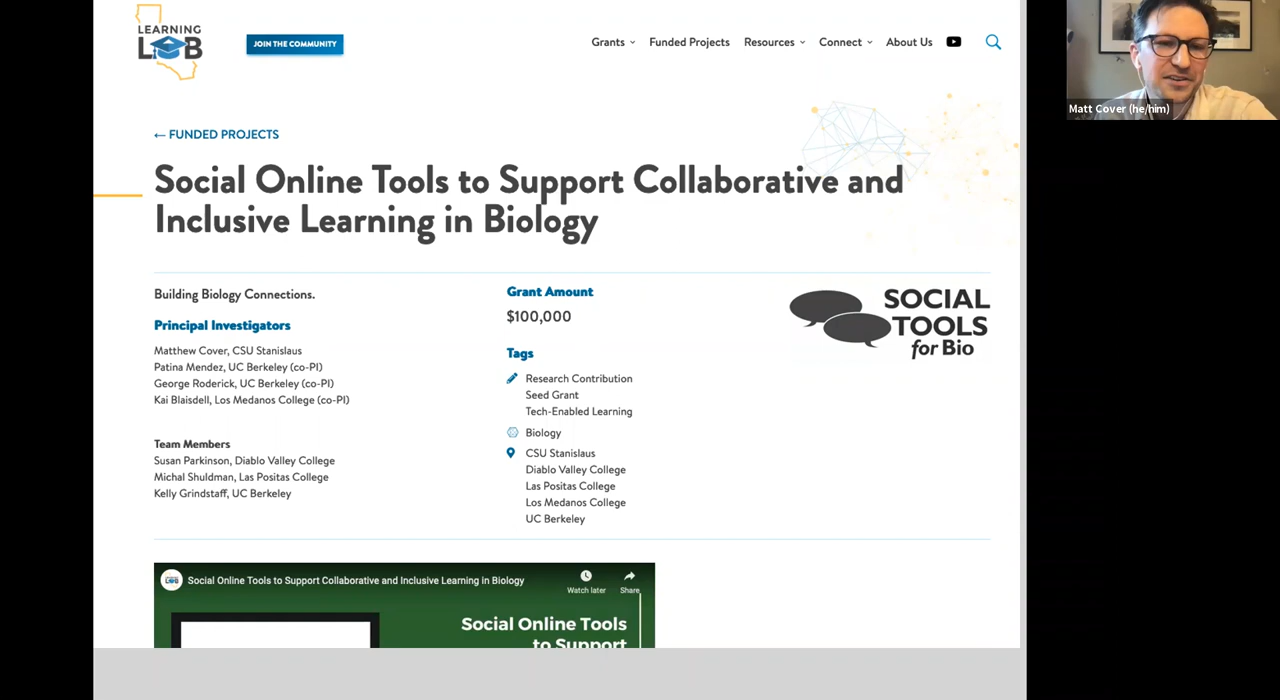 LEARNING
LAB
JOIN THE COMMUNITY
Grants
Funded Projects
Resources
Connect
About Us
Matt Cover (he/him)
← FUNDED PROJECTS
Social Online Tools to Support Collaborative and
Inclusive Learning in Biology
Building Biology Connections.
Principal Investigators
Matthew Cover, CSU Stanislaus
Patina Mendez, UC Berkeley (co-PI)
George Roderick, UC Berkeley (co-PI)
Kai Blaisdell, Los Medanos College (co-PI)
Team Members
Susan Parkinson, Diablo Valley College
Michal Shuldman, Las Positas College
Kelly Grindstaff, UC Berkeley
Grant Amount
$100,000
Tags
Research Contribution
Seed Grant
Tech-Enabled Learning
Biology
CSU Stanislaus
Diablo Valley College
Las Positas College
Los Medanos College
UC Berkeley
SOCIAL
TOOLS
for Bio
LAB
Social Online Tools to Support Collaborative and Inclusive Learning in Biology
Watch later
Share
Social Online Tools
to Support